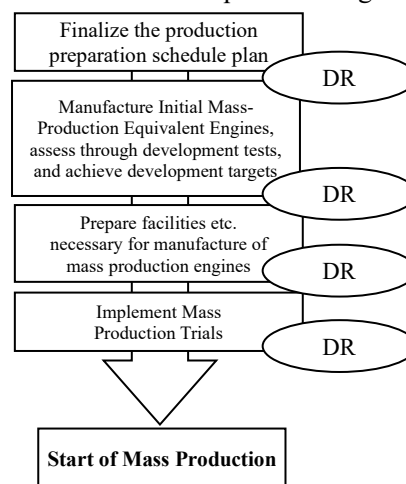 Finalize the production
preparation schedule plan
DR
Manufacture Initial Mass-
Production Equivalent Engines,
assess through development tests,
and achieve development targets
DR
Prepare facilities etc.
necessary for manufacture of
mass production engines
DR
Implement Mass
Production Trials
DR
Start of Mass Production